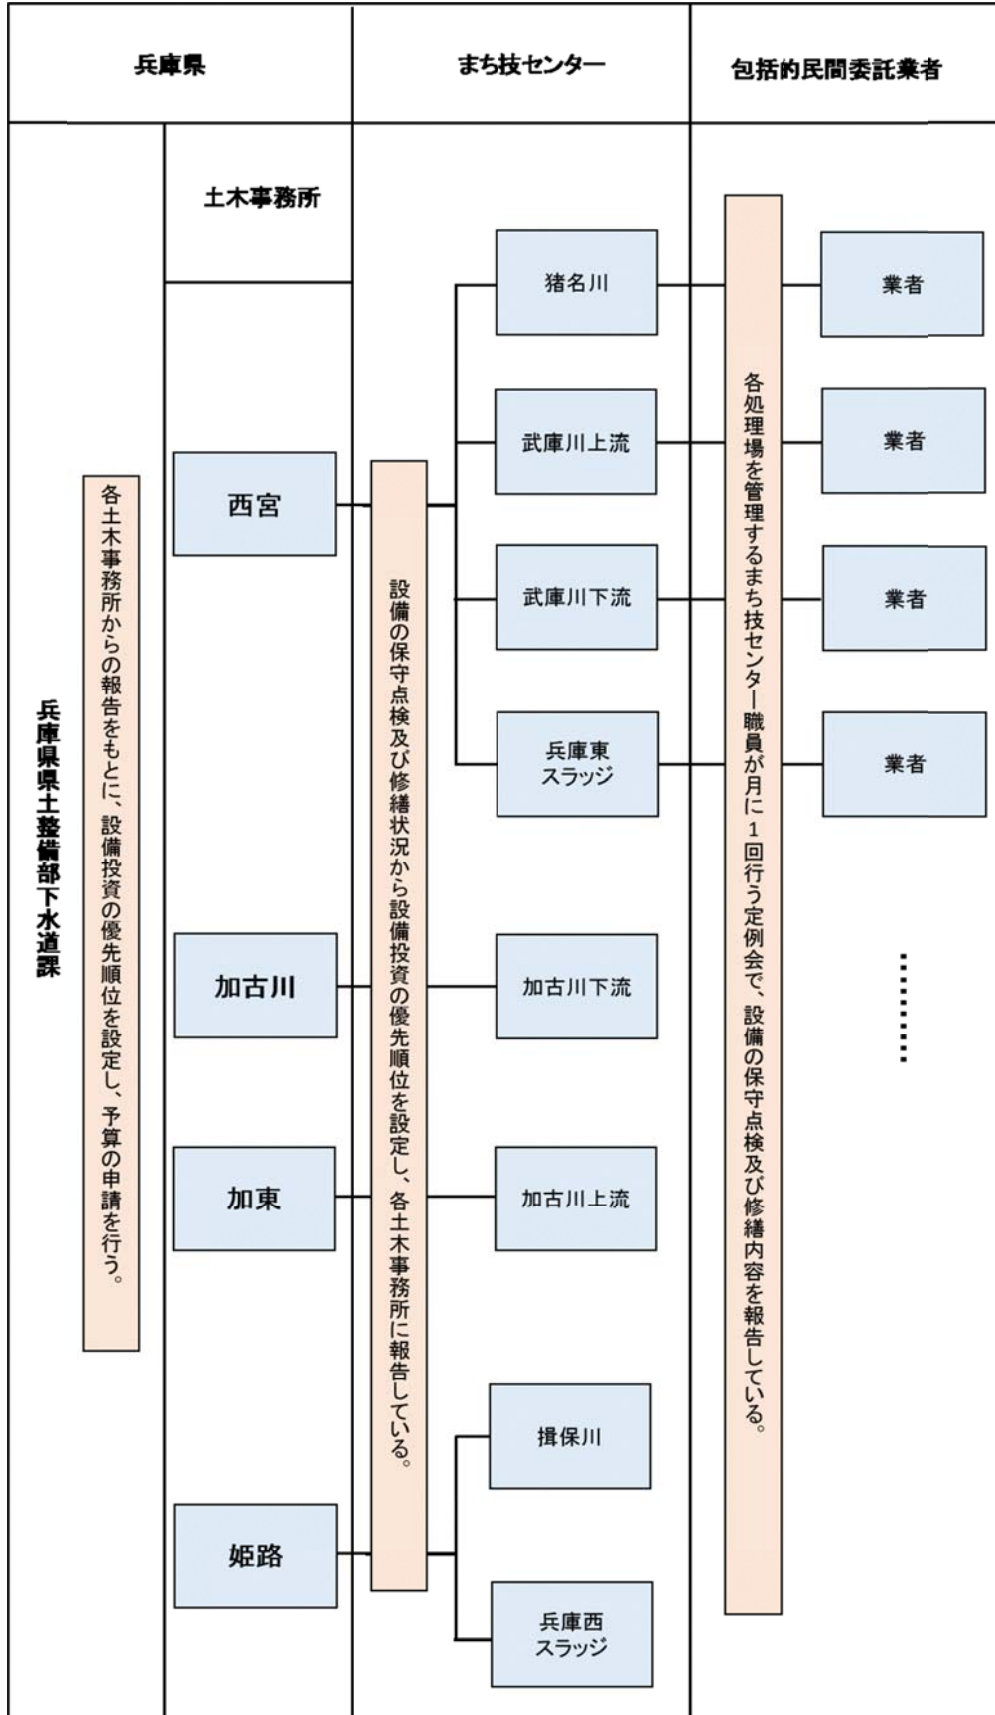 兵庫県
まち技センター
包括的民間委託業者
土木事務所
兵庫県県土整備部下水道課
各土木事務所からの報告をもとに、設備投資の優先順位を設定し、予算の申請を行う。
西宮
加古川
加東
姫路
設備の保守点検及び修繕状況から設備投資の優先順位を設定し、各土木事務所に報告している。
猪名川
武庫川上流
武庫川下流
兵庫東
スラッジ
加古川下流
加古川上流
揖保川
兵庫西
スラッジ
各処理場を管理するまち技センター職員が月に1回行う定例会で、設備の保守点検及び修繕内容を報告している。
業者
業者
業者
業者